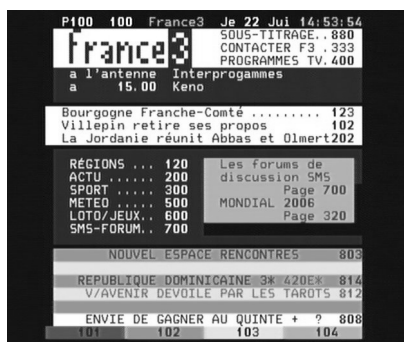 P100 100 France3 Je 22 Jui 14:53:54
france 3
SOUS-TITRAGE..880
CONTACTER F3 .333
PROGRAMMES TV.400
a l'antenne Interprogammes
a 15.00 Keno
Bourgogne Franche-Comté ......... 123
Villepin retire ses propos 102
La Jordanie réunit Abbas et Olmert202
RÉGIONS ... 120
ACTU ...... 200
SPORT ..... 300
METEO ..... 500
LOTO/JEUX.. 600
SMS-FORUM.. 700
Les forums de
discussion SMS
Page 700
MONDIAL 2006
Page 320
NOUVEL ESPACE RENCONTRES 803
REPUBLIQUE DOMINICAINE 3* 420E* 814
V/AVENIR DEVOILE PAR LES TAROTS 812
ENVIE DE GAGNER AU QUINTE + ? 808
101 102 103 104